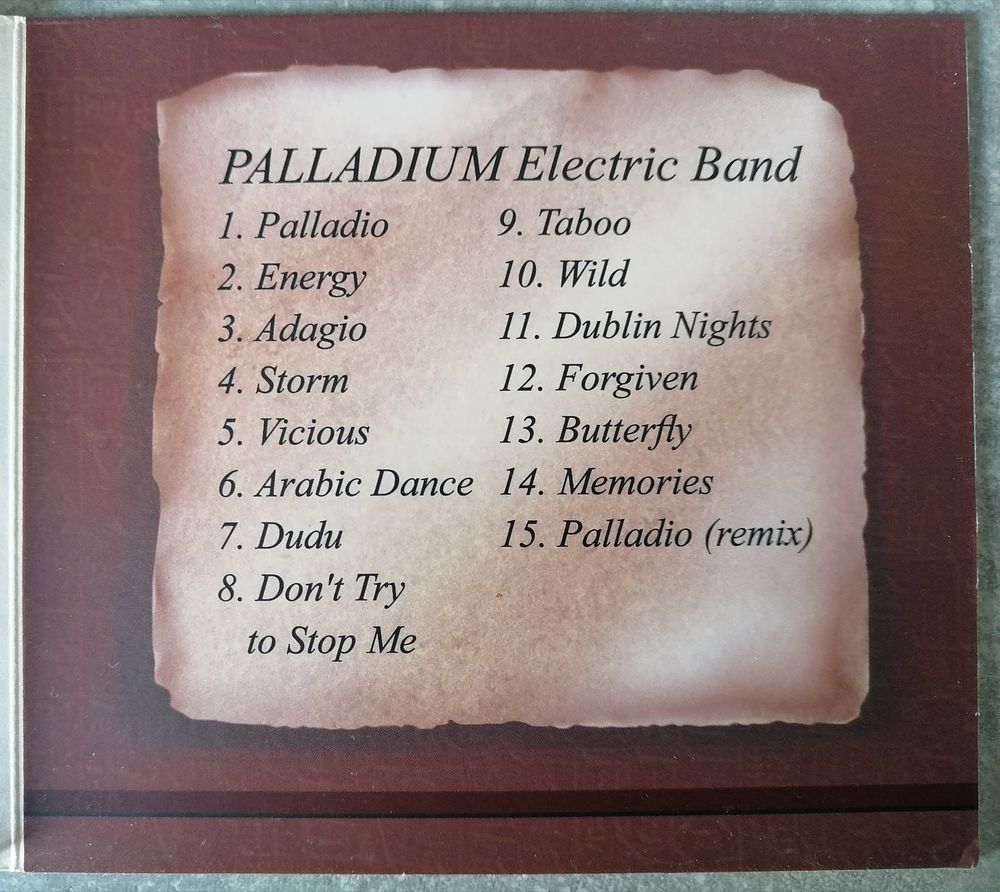 PALLADIUM Electric Band
1. Palladio
2. Energy
3. Adagio
4. Storm
5. Vicious
6. Arabic Dance
7. Dudu
8. Don't Try
to Stop Me
9. Taboo
10. Wild
11. Dublin Nights
12. Forgiven
13. Butterfly
14. Memories
15. Palladio (remix)